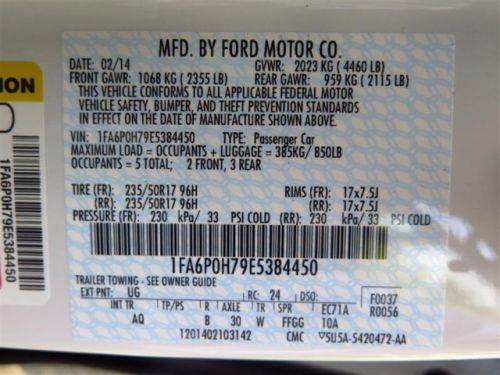 MFD. BY FORD MOTOR CO.
DATE: 02/14 GVWR: 2023 KG ( 4460 LB)
FRONT GAWR: 1068 KG ( 2355 LB) REAR GAWR: 959 KG ( 2115 LB)
THIS VEHICLE CONFORMS TO ALL APPLICABLE FEDERAL MOTOR
VEHICLE SAFETY, BUMPER, AND THEFT PREVENTION STANDARDS
IN EFFECT ON THE DATE OF MANUFACTURE SHOWN ABOVE.
VIN: 1FA6P0H79E5384450 TYPE: Passenger Car
MAXIMUM LOAD = OCCUPANTS + LUGGAGE = 385KG/ 850LB
OCCUPANTS = 5 TOTAL; 2 FRONT, 3 REAR
TIRE (FR): 235/50R17 96H RIMS (FR): 17x7.5J
(RR): 235/50R17 96H (RR): 17x7.5J
PRESSURE (FR): 230 kPa/ 33 PSI COLD (RR): 230 kPa/ 33 PSI COLD
1FA6P0H79E5384450
TRAILER TOWING - SEE OWNER GUIDE
EXT PNT: UG RC: 24 DSO: F0037
INT TR TP/PS R AXLE TR SPR EC71A R0056
AQ B 30 W FFGG 10A
1201402103142 CMC 5U5A-5420472-AA
ION
1FA6P0H79E5384450